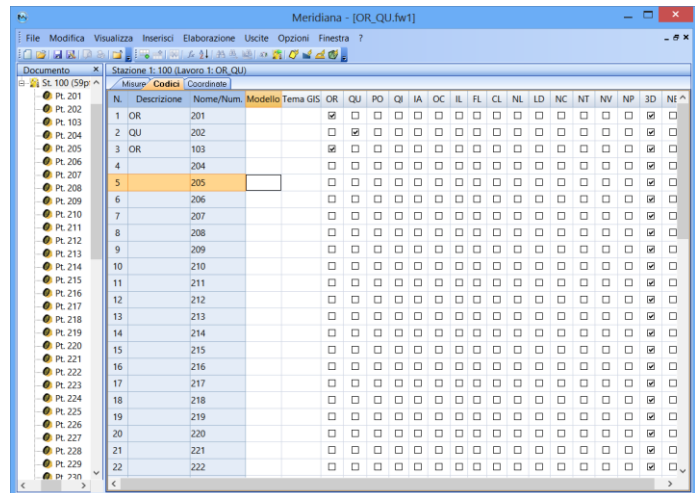 Meridiana - [OR_QU.fw1]
File Modifica Visualizza Inserisci Elaborazione Uscite Opzioni Finestra ?
Documento
Stazione 1: 100 (Lavoro 1: OR_QU)
Misure Codici Coordinete
St. 100 (59p
Pt. 201
Pt. 202
Pt. 103
Pt. 204
Pt. 205
Pt. 206
Pt. 207
Pt. 208
Pt. 209
Pt. 210
Pt. 211
Pt. 212
Pt. 213
Pt. 214
Pt. 215
Pt. 216
Pt. 217
Pt. 218
Pt. 219
Pt. 220
Pt. 221
Pt. 222
Pt. 223
Pt. 224
Pt. 225
Pt. 226
Pt. 227
Pt. 228
Pt. 229
Pt. 230
N. Descrizione Nome/Num. Modello Tema GIS OR QU PO QI IA OC IL FL CL NL LD NC NT NV NP 3D NE
1 OR 201
2 QU 202
3 OR 103
4 204
5 205
6 206
7 207
8 208
9 209
10 210
11 211
12 212
13 213
14 214
15 215
16 216
17 217
18 218
19 219
20 220
21 221
22 222